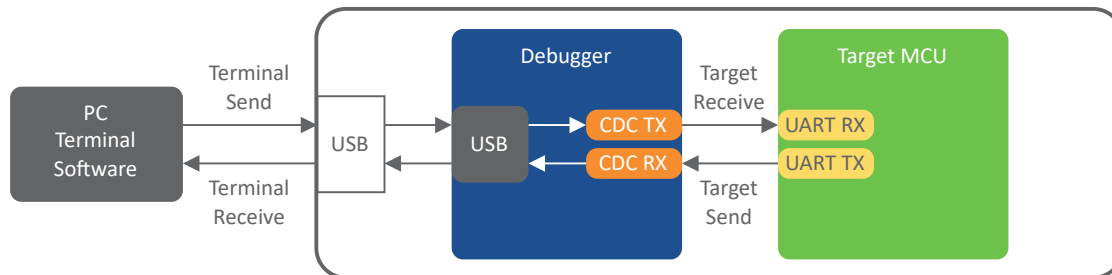 Debugger
Target MCU
Terminal
Send
Target
Receive
PC
Terminal
Software
USB
USB
CDC TX
UART RX
CDC RX
UART TX
Terminal
Receive
Target
Send